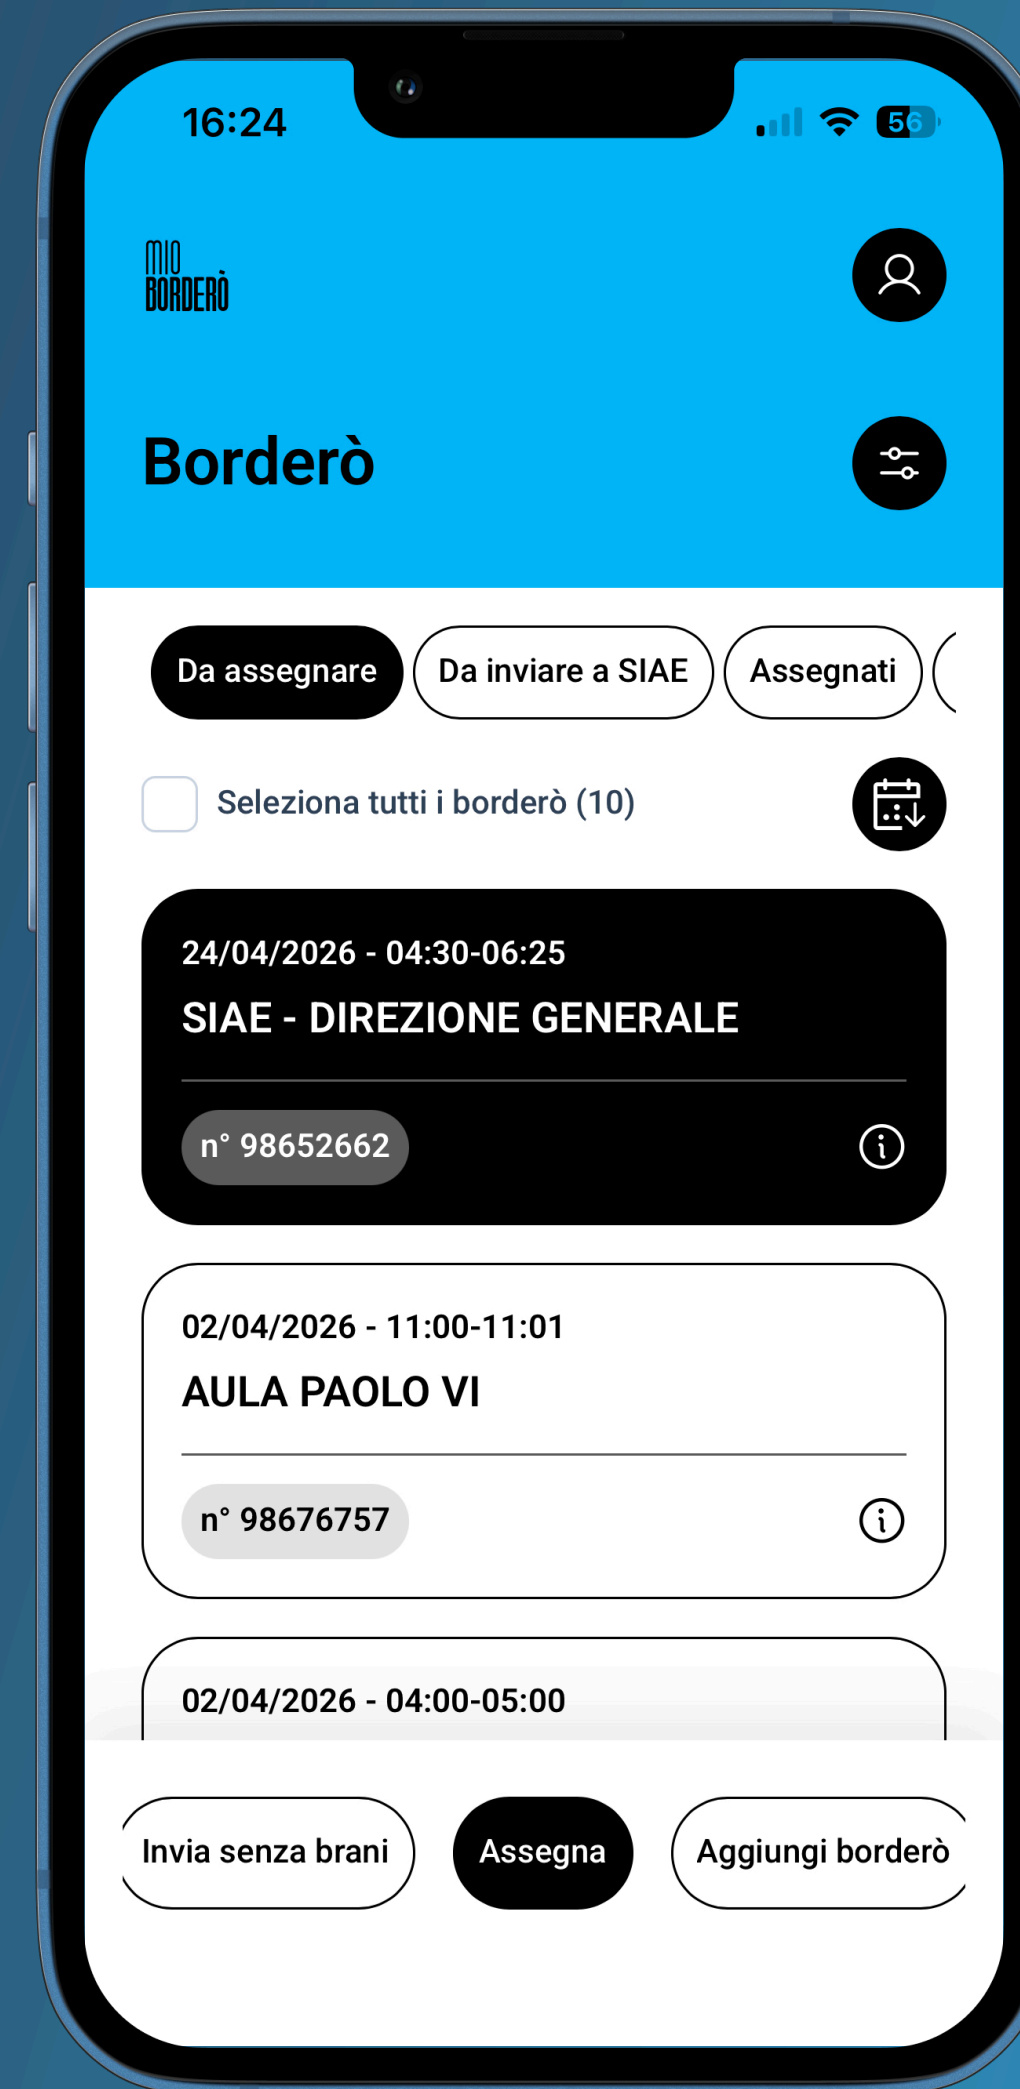 16:24
56
MIO
BORDERÒ
Borderò
Da assegnare
Da inviare a SIAE
Assegnati
Seleziona tutti i borderò (10)
24/04/2026 - 04:30-06:25
SIAE - DIREZIONE GENERALE
n° 98652662
02/04/2026 - 11:00-11:01
AULA PAOLO VI
n° 98676757
02/04/2026 - 04:00-05:00
Invia senza brani
Assegna
Aggiungi borderò